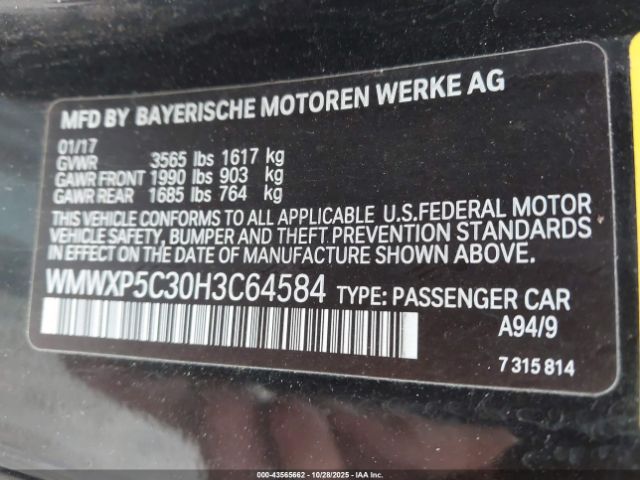 MFD BY BAYERISCHE MOTOREN WERKE AG
01/17
GVWR 3565 lbs 1617 kg
GAWR FRONT 1990 lbs 903 kg
GAWR REAR 1685 lbs 764 kg
THIS VEHICLE CONFORMS TO ALL APPLICABLE U.S.FEDERAL MOTOR
VEHICLE SAFETY, BUMPER AND THEFT PREVENTION STANDARDS
IN EFFECT ON THE DATE OF MANUFACTURE SHOWN ABOVE.
WMWXP5C30H3C64584 TYPE: PASSENGER CAR
A94/9
7 315 814
000-43565662 | 10/28/2025 | IAA, Inc.